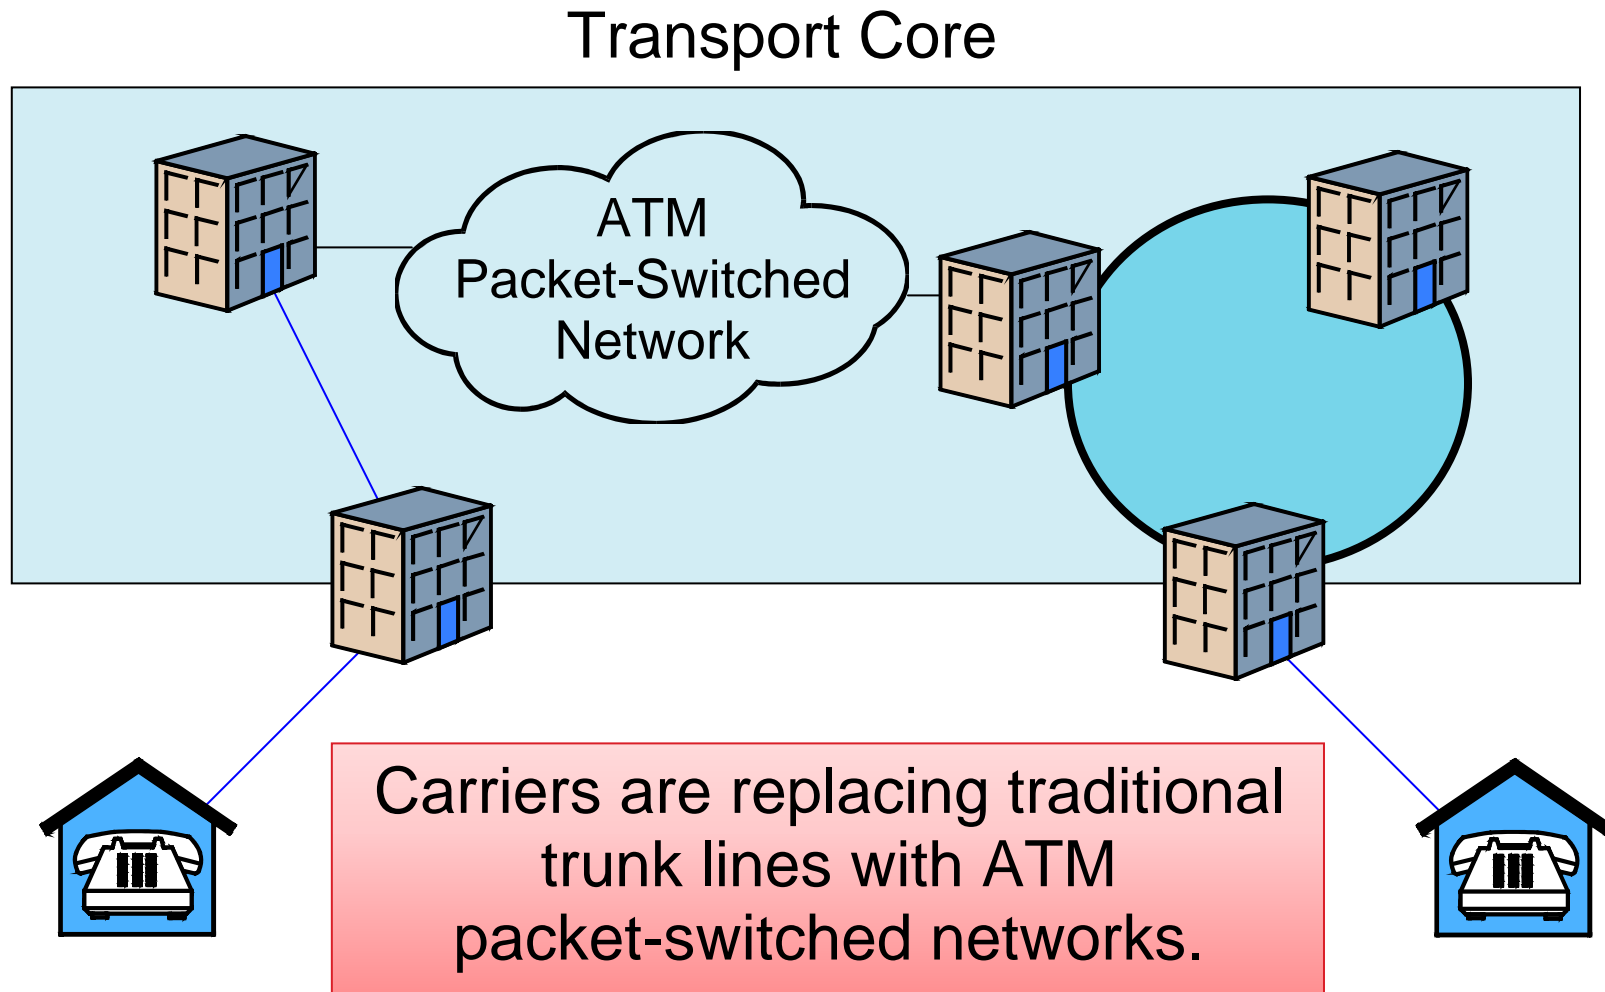 Transport Core
ATM
Packet-Switched
Network
Carriers are replacing traditional
trunk lines with ATM
packet-switched networks.